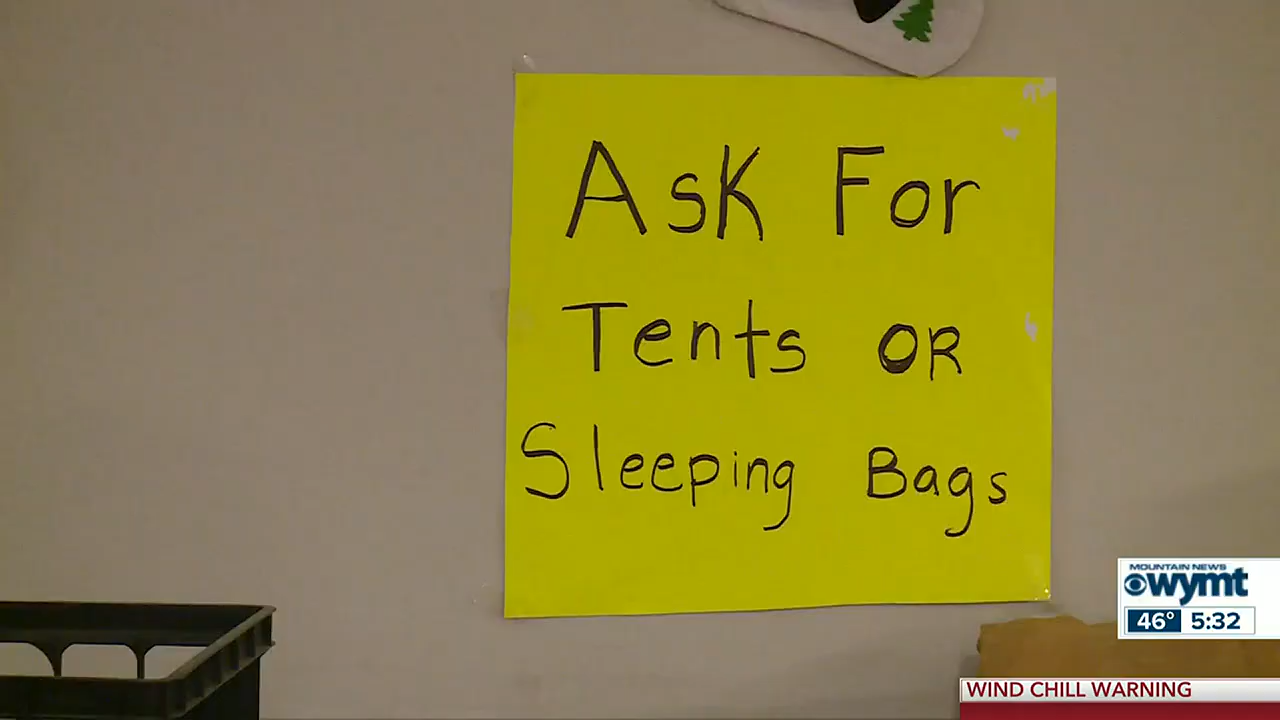 Ask For
Tents OR
Sleeping Bags
MOUNTAIN NEWS
wymt
46° 5:32
WIND CHILL WARNING